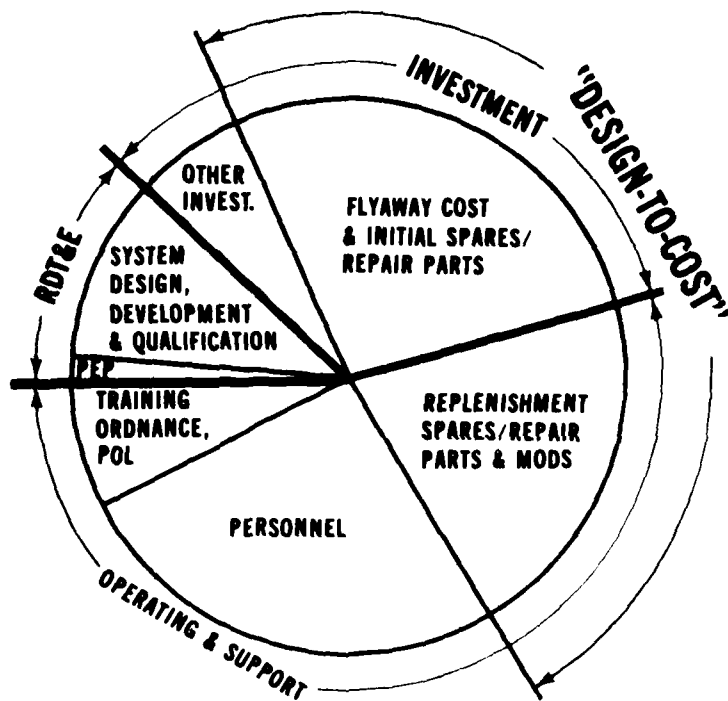 "DESIGN-TO-COST"
INVESTMENT
OTHER
INVEST.
FLYAWAY COST
& INITIAL SPARES/
REPAIR PARTS
RDT&E
SYSTEM
DESIGN,
DEVELOPMENT
& QUALIFICATION
PEP
TRAINING
ORDNANCE,
POL
REPLENISHMENT
SPARES/REPAIR
PARTS & MODS
PERSONNEL
OPERATING & SUPPORT